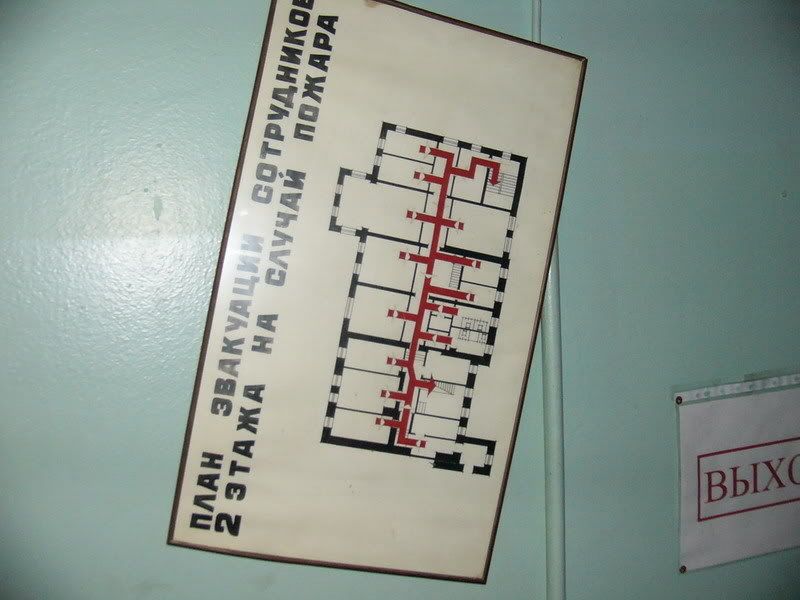 ПЛАН ЭВАКУАЦИИ СОТРУДНИКОВ
2 ЭТАЖА НА СЛУЧАЙ ПОЖАРА
ВЫХО